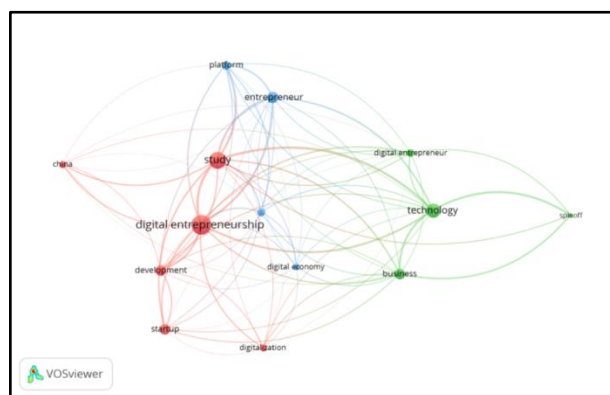 platform
entrepreneur
study
digital entrepreneur
china
technology
spinoff
digital entrepreneurship
development
digital economy
business
startup
digitalization
VOSviewer